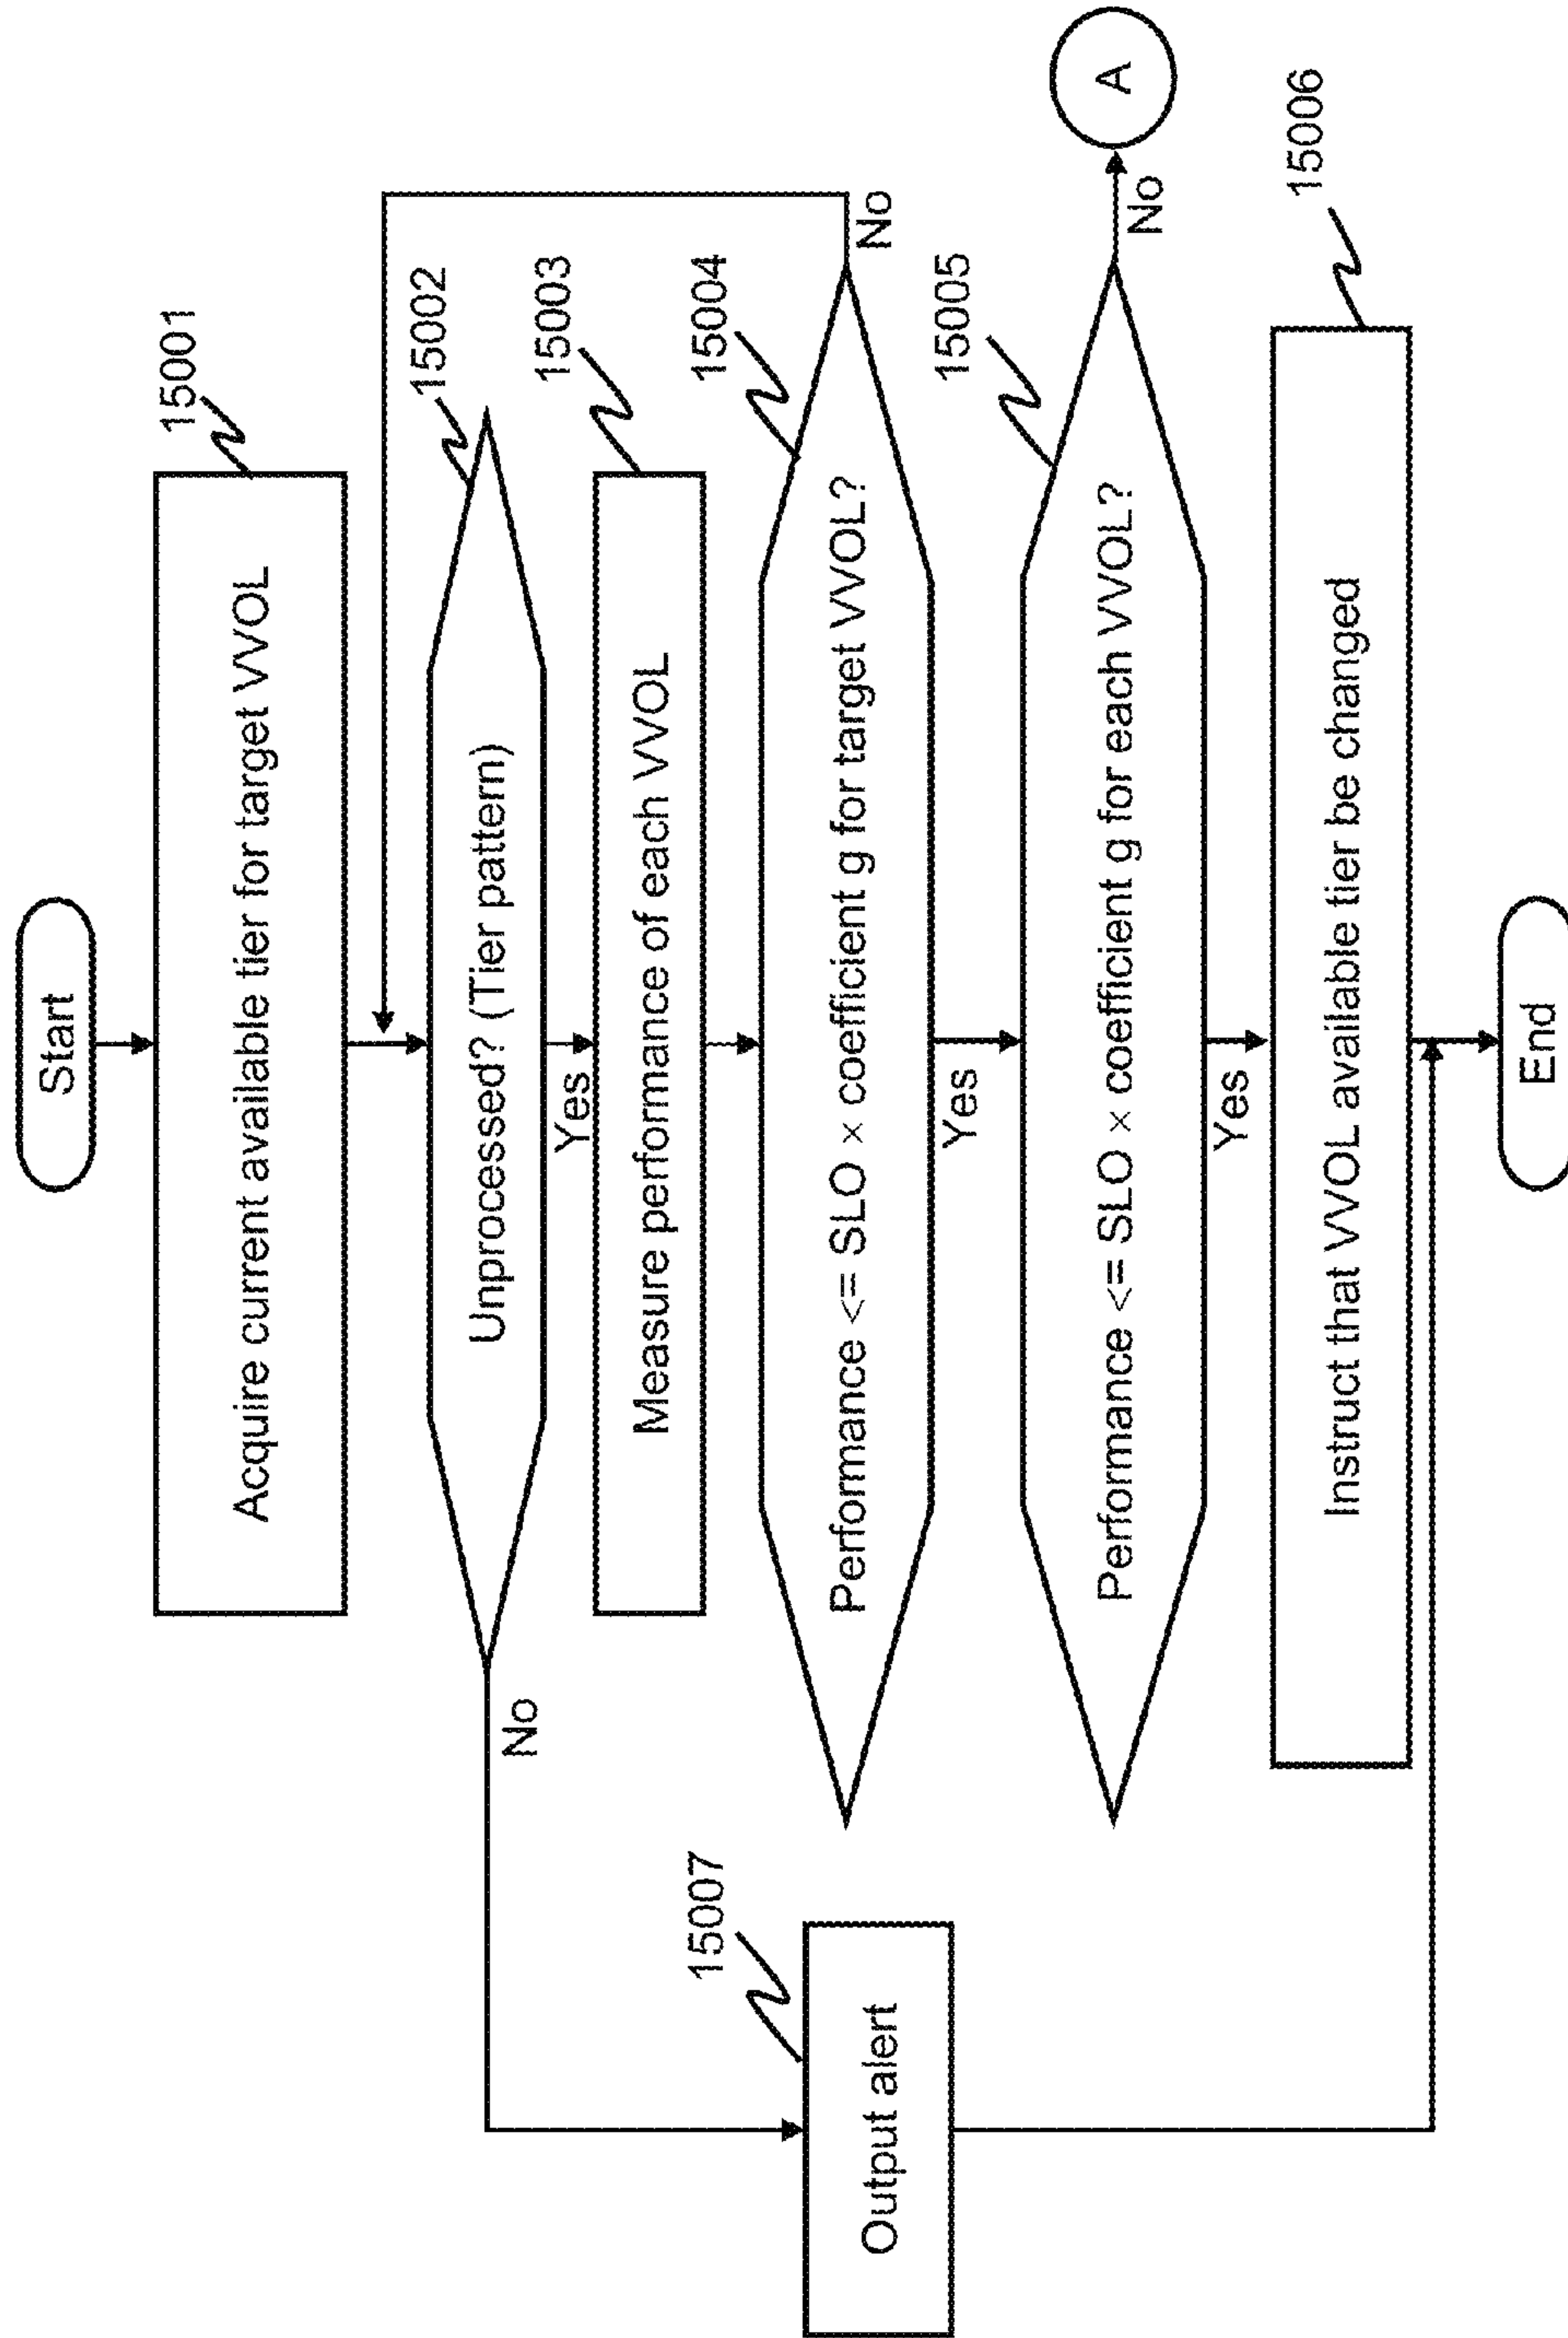 Start
15001
Acquire current available tier for target VVOL
15002
Unprocessed? (Tier pattern)
No
Yes
15003
Measure performance of each VVOL
15004
Performance <= SLO × coefficient g for target VVOL?
No
Yes
15005
Performance <= SLO × coefficient g for each VVOL?
No
A
Yes
15006
Instruct that VVOL available tier be changed
15007
Output alert
End